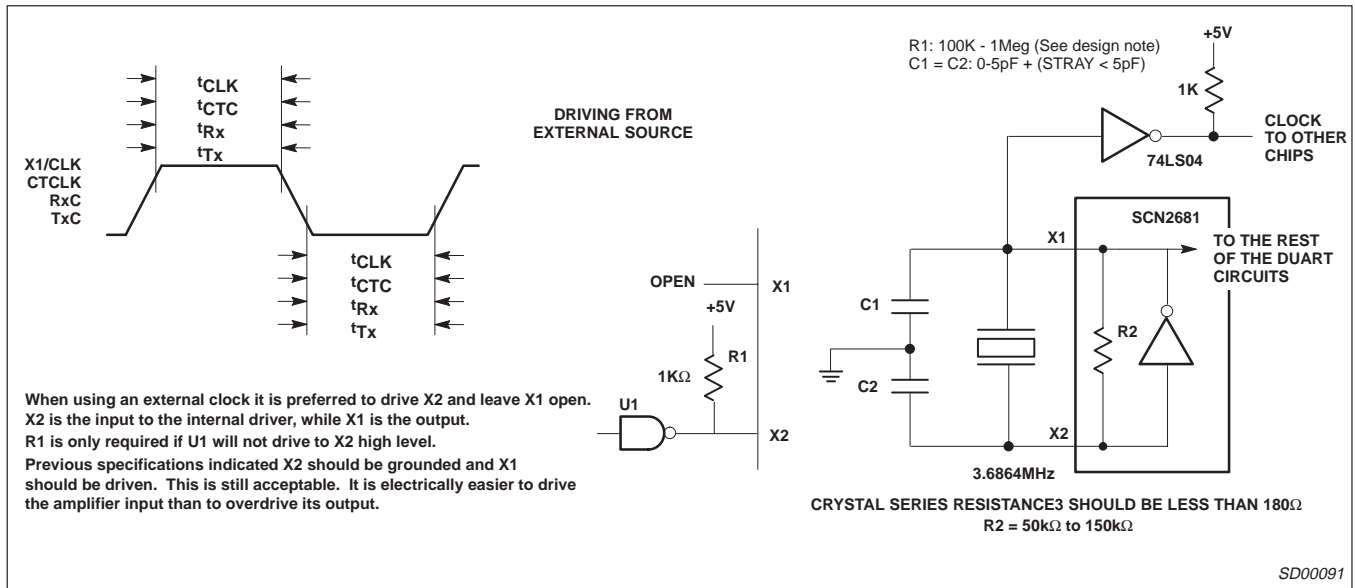 tCLK
tCTC
tRx
tTx
X1/CLK
CTCLK
RxC
TxC
tCLK
tCTC
tRx
tTx
When using an external clock it is preferred to drive X2 and leave X1 open.
X2 is the input to the internal driver, while X1 is the output.
R1 is only required if U1 will not drive to X2 high level.
Previous specifications indicated X2 should be grounded and X1
should be driven. This is still acceptable. It is electrically easier to drive
the amplifier input than to overdrive its output.
DRIVING FROM
EXTERNAL SOURCE
OPEN
X1
+5V
R1
1KΩ
U1
X2
R1: 100K - 1Meg (See design note)
C1 = C2: 0-5pF + (STRAY < 5pF)
+5V
1K
74LS04
CLOCK
TO OTHER
CHIPS
SCN2681
X1
TO THE REST
OF THE DUART
CIRCUITS
C1
R2
C2
X2
3.6864MHz
CRYSTAL SERIES RESISTANCE3 SHOULD BE LESS THAN 180Ω
R2 = 50kΩ to 150kΩ
SD00091